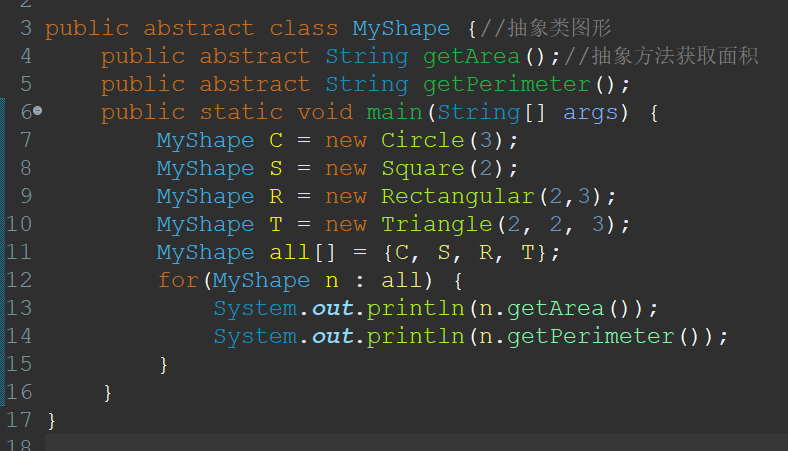 2
3 public abstract class MyShape {//抽象类图形
4     public abstract String getArea();//抽象方法获取面积
5     public abstract String getPerimeter();
6     public static void main(String[] args) {
7         MyShape C = new Circle(3);
8         MyShape S = new Square(2);
9         MyShape R = new Rectangular(2,3);
10         MyShape T = new Triangle(2, 2, 3);
11         MyShape all[] = {C, S, R, T};
12         for(MyShape n : all) {
13             System.out.println(n.getArea());
14             System.out.println(n.getPerimeter());
15         }
16     }
17 }
18